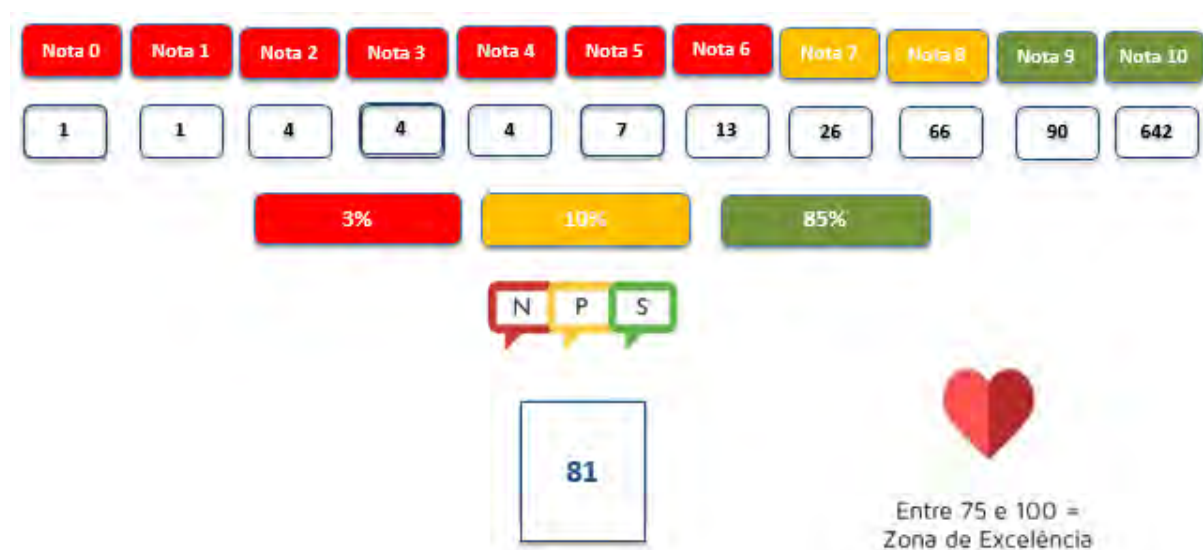 Nota 0 Nota 1 Nota 2 Nota 3 Nota 4 Nota 5 Nota 6 Nota 7 Nota 8 Nota 9 Nota 10
1 1 4 4 4 7 13 26 66 90 642
3% 85%
N P S
81
Entre 75 e 100 =
Zona de Excelência